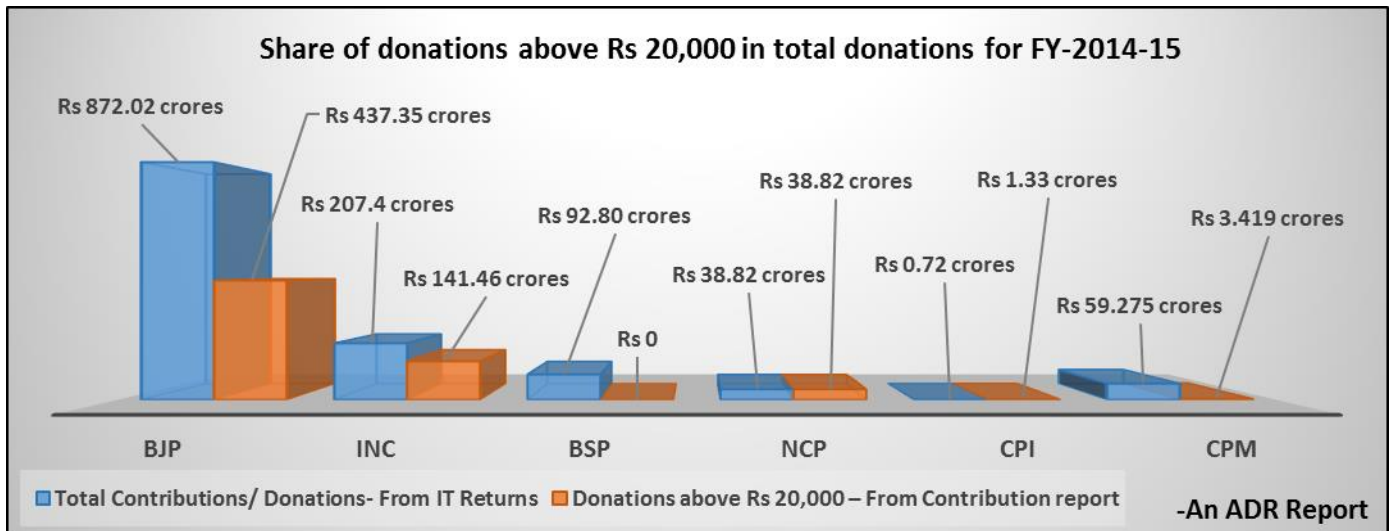 Share of donations above Rs 20,000 in total donations for FY-2014-15
Rs 872.02 crores
Rs 437.35 crores
Rs 207.4 crores
Rs 141.46 crores
Rs 92.80 crores
Rs 0
Rs 38.82 crores
Rs 38.82 crores
Rs 0.72 crores
Rs 1.33 crores
Rs 59.275 crores
Rs 3.419 crores
BJP
INC
BSP
NCP
CPI
CPM
Total Contributions/ Donations- From IT Returns
Donations above Rs 20,000 – From Contribution report
-An ADR Report